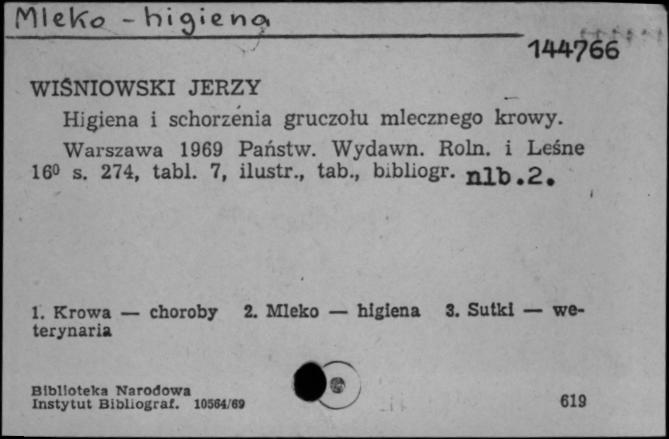 Mleko - higiena
144766
WIŚNIOWSKI JERZY
Higiena i schorzenia gruczołu mlecznego krowy.
Warszawa 1969 Państw. Wydawn. Roln. i Leśne
16⁰ s. 274, tabl. 7, ilustr., tab., bibliogr. nlb.2.
1. Krowa — choroby 2. Mleko — higiena 3. Sutki — we-
terynaria
Biblioteka Narodowa
Instytut Bibliograf. 10564/69
619